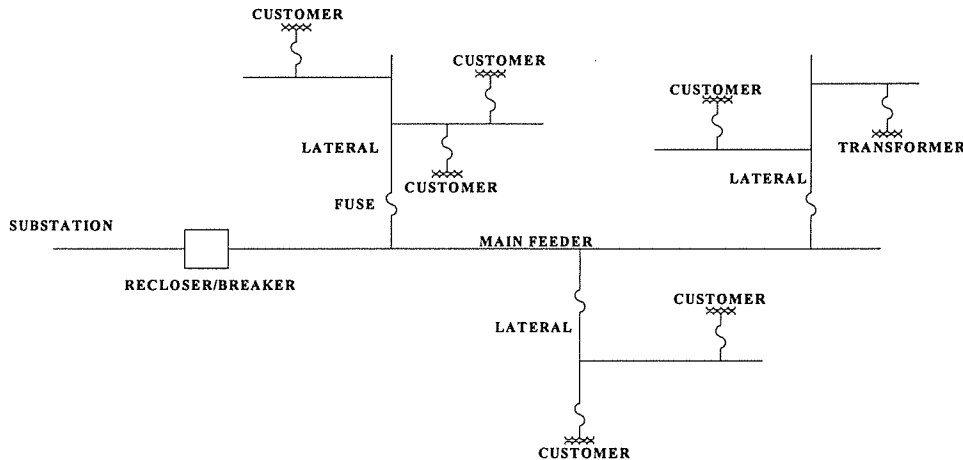 CUSTOMER
CUSTOMER
CUSTOMER
LATERAL
TRANSFORMER
CUSTOMER
LATERAL
FUSE
SUBSTATION
MAIN FEEDER
RECLOSER/BREAKER
CUSTOMER
LATERAL
CUSTOMER